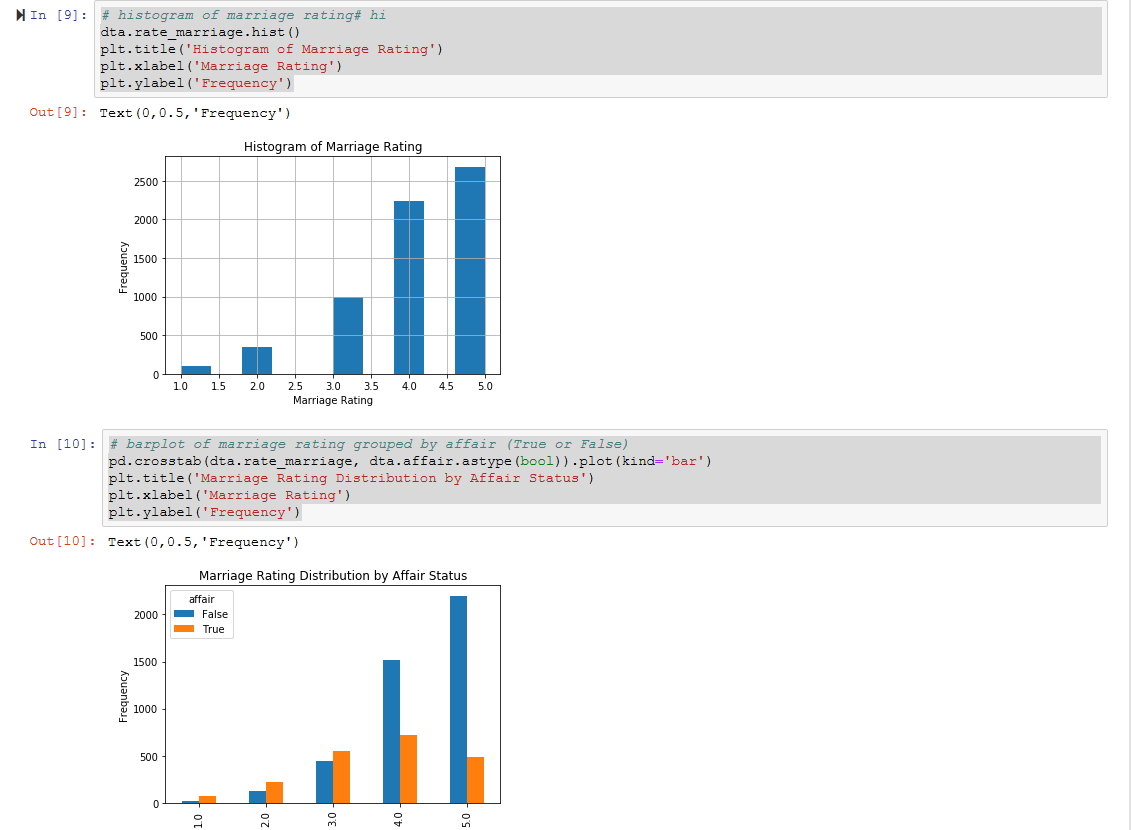 In [9]:
# histogram of marriage rating# hi
dta.rate_marriage.hist()
plt.title('Histogram of Marriage Rating')
plt.xlabel('Marriage Rating')
plt.ylabel('Frequency')
Out[9]: Text(0,0.5,'Frequency')
Histogram of Marriage Rating
Frequency
2500
2000
1500
1000
500
0
1.0 1.5 2.0 2.5 3.0 3.5 4.0 4.5 5.0
Marriage Rating
In [10]:
# barplot of marriage rating grouped by affair (True or False)
pd.crosstab(dta.rate_marriage, dta.affair.astype(bool)).plot(kind='bar')
plt.title('Marriage Rating Distribution by Affair Status')
plt.xlabel('Marriage Rating')
plt.ylabel('Frequency')
Out[10]: Text(0,0.5,'Frequency')
Marriage Rating Distribution by Affair Status
affair
False
True
Frequency
2000
1500
1000
500
0
1.0 2.0 3.0 4.0 5.0